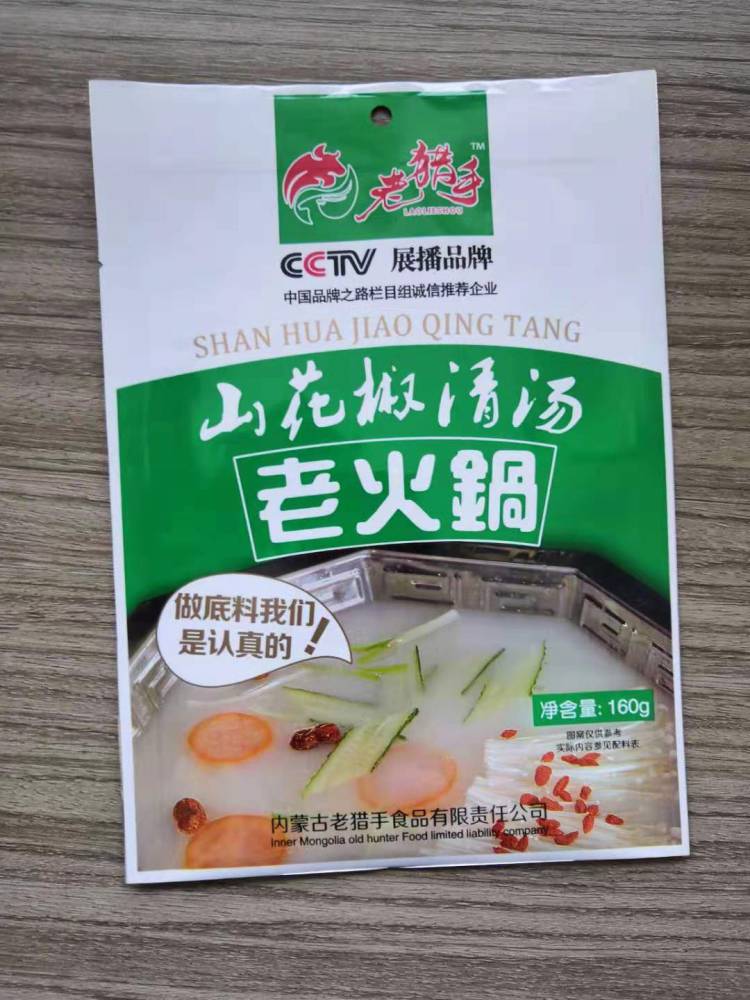 老猎手TM
LAOLIESHOU
CCTV 展播品牌
中国品牌之路栏目组诚信推荐企业
SHAN HUA JIAO QING TANG
山花椒清汤
老火鍋
做底料我们
是认真的!
净含量:160g
图案仅供参考
实际内容参见配料表
内蒙古老猎手食品有限责任公司
Inner Mongolia old hunter Food limited liability company